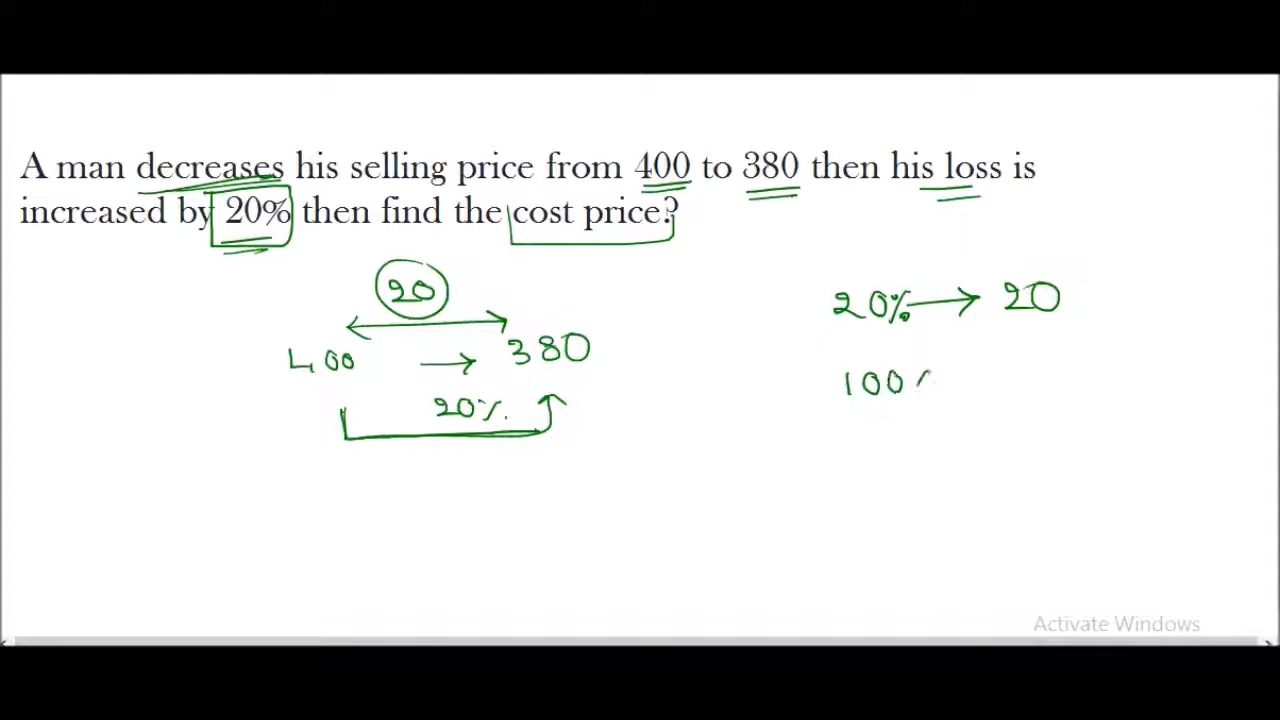 A man decreases his selling price from 400 to 380 then his loss is
increased by 20% then find the cost price?
20
400 → 380
20%
20% → 20
100%
Activate Windows